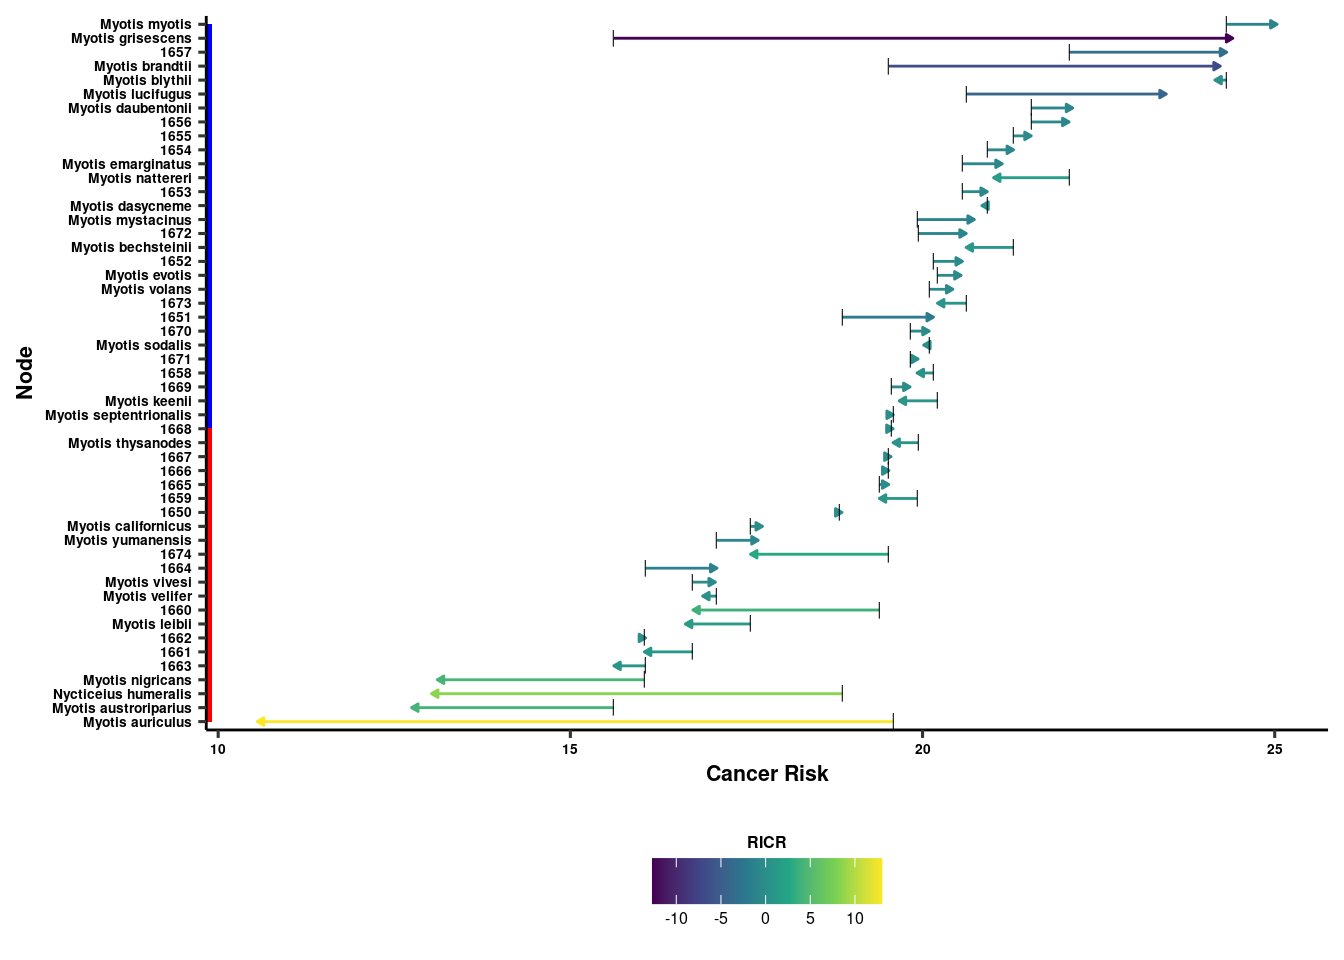 Myotis myotis
Myotis grisescens
1657
Myotis brandtii
Myotis blythii
Myotis lucifugus
Myotis daubentonii
1656
1655
1654
Myotis emarginatus
Myotis nattereri
1653
Myotis dasycneme
Myotis mystacinus
1672
Myotis bechsteinii
1652
Myotis evotis
Myotis volans
1673
1651
1670
Myotis sodalis
1671
1658
1669
Myotis keenii
Myotis septentrionalis
1668
Myotis thysanodes
1667
1666
1665
1659
1650
Myotis californicus
Myotis yumanensis
1674
1664
Myotis vivesi
Myotis velifer
1660
Myotis leibii
1662
1661
1663
Myotis nigricans
Nycticeius humeralis
Myotis austroriparius
Myotis auriculus
Node
10 15 20 25
Cancer Risk
RICR
-10 -5 0 5 10